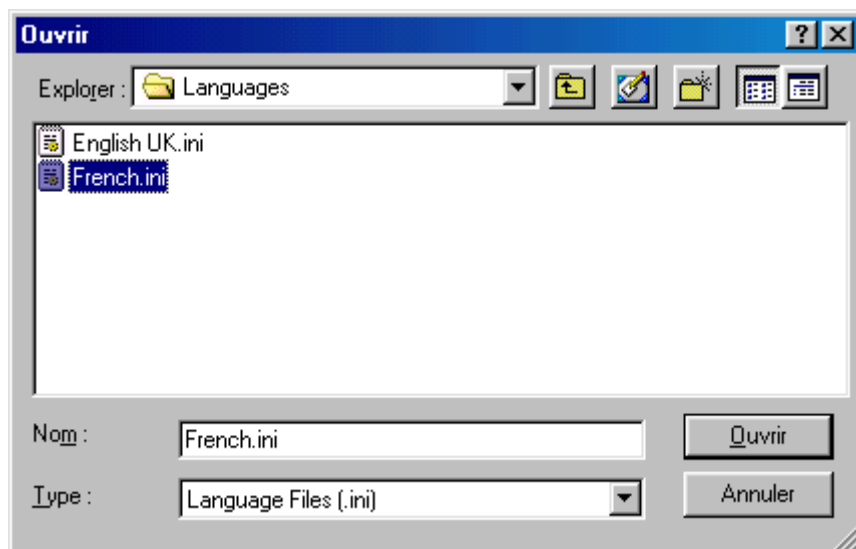 Ouvrir
Explorer : Languages
English UK.ini
French.ini
Nom : French.ini Ouvrir
Type : Language Files (.ini) Annuler